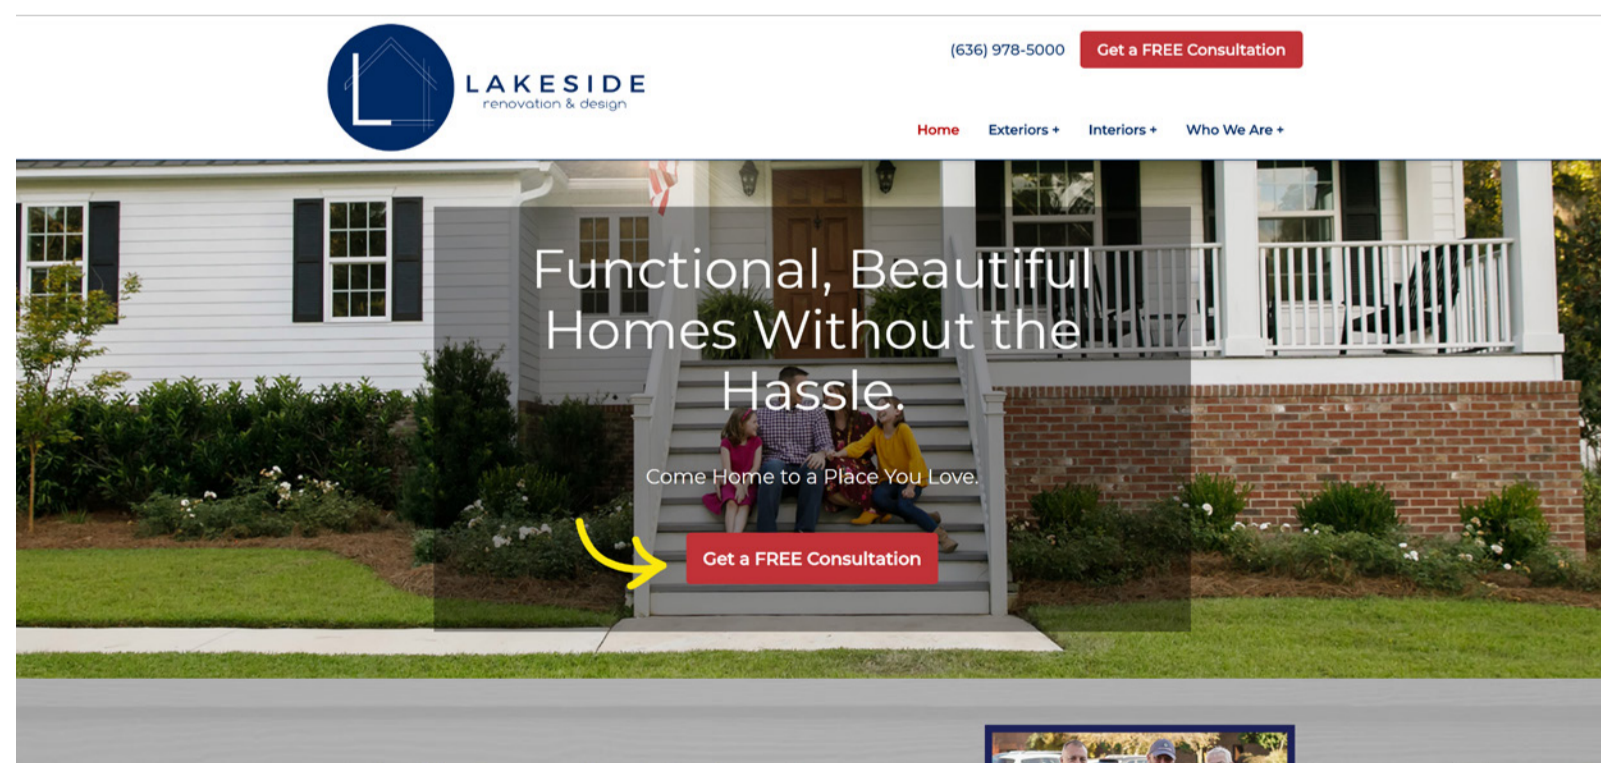 LAKESIDE
renovation & design
(636) 978-5000
Get a FREE Consultation
Home
Exteriors +
Interiors +
Who We Are +
Functional, Beautiful
Homes Without the
Hassle.
Come Home to a Place You Love.
Get a FREE Consultation